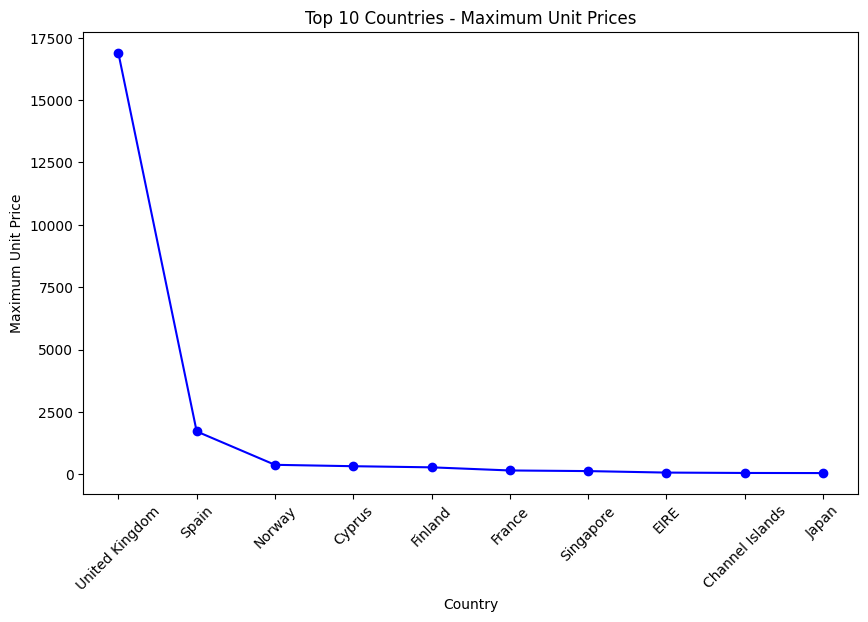 Top 10 Countries - Maximum Unit Prices
Maximum Unit Price
17500
15000
12500
10000
7500
5000
2500
0
United Kingdom
Spain
Norway
Cyprus
Finland
France
Singapore
EIRE
Channel Islands
Japan
Country